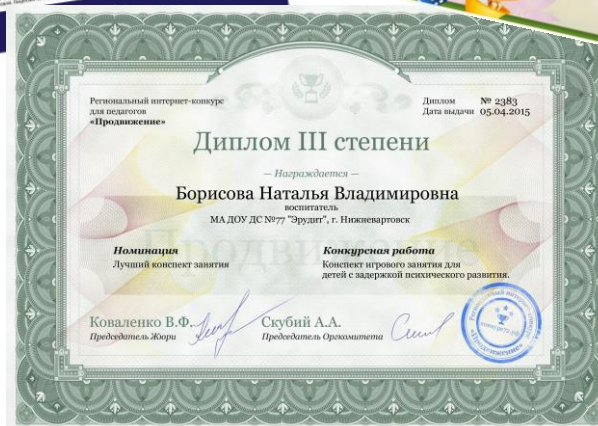 Региональный интернет-конкурс
для педагогов
«Продвижение»
Диплом № 2383
Дата выдачи 05.04.2015
Диплом III степени
— Награждается —
Борисова Наталья Владимировна
воспитатель
МА ДОУ ДС №77 "Эрудит", г. Нижневартовск
Продвижение
Номинация
Лучший конспект занятия
Конкурсная работа
Конспект игрового занятия для
детей с задержкой психического развития.
Коваленко В.Ф.
Председатель Жюри
Скубий А.А.
Председатель Оргкомитета